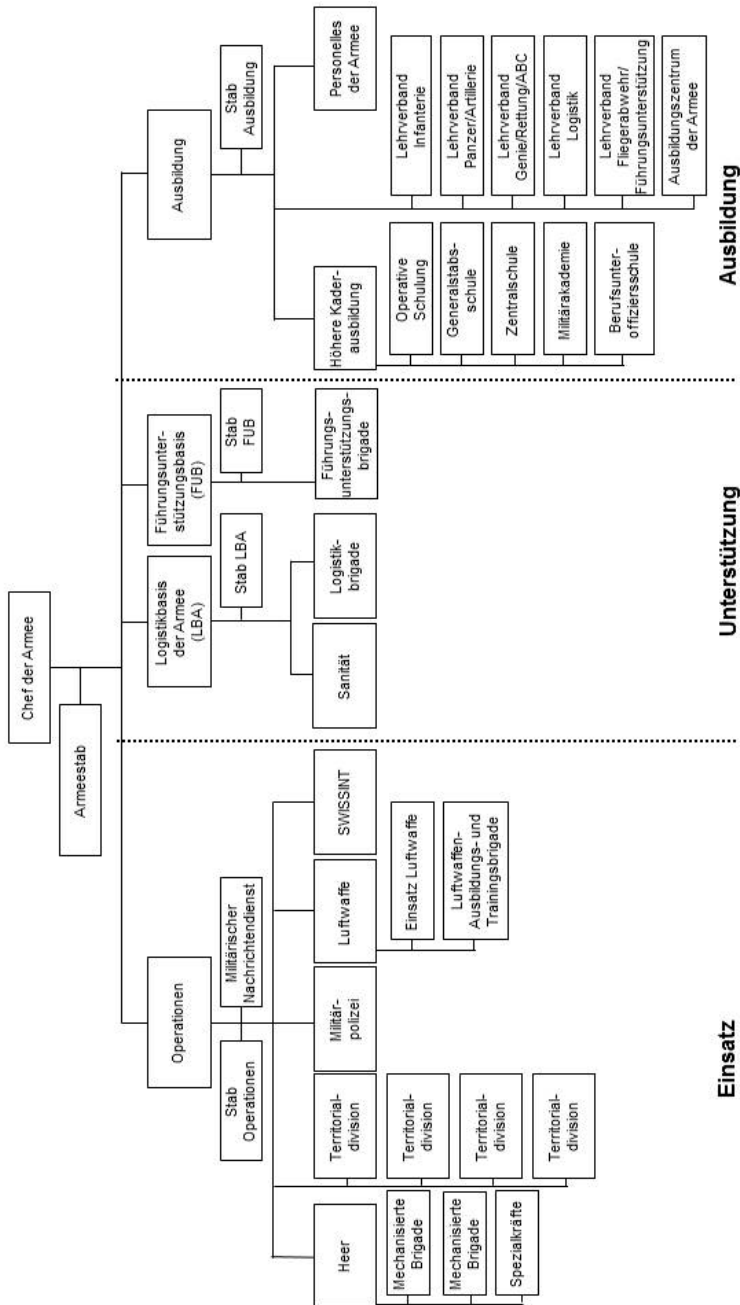 Chef der Armee
Armeestab
Operationen
Logistikbasis
der Armee
(LBA)
Führungsunter-
stützungsbasis
(FUB)
Ausbildung
Stab
Operationen
Militärischer
Nachrichtendienst
Stab LBA
Stab
FUB
Stab
Ausbildung
Heer
Territorial-
division
Militär-
polizei
Luftwaffe
SWISSINT
Sanität
Logistik-
brigade
Führungs-
unterstützungs-
brigade
Höhere Kader-
ausbildung
Personelles
der Armee
Mechanisierte
Brigade
Mechanisierte
Brigade
Spezialkräfte
Territorial-
division
Territorial-
division
Territorial-
division
Einsatz Luftwaffe
Luftwaffen-
Ausbildungs- und
Trainingsbrigade
Operative
Schulung
Generalstabs-
schule
Zentralschule
Militärakademie
Berufsunter-
offiziersschule
Lehrverband
Infanterie
Lehrverband
Panzer/Artillerie
Lehrverband
Genie/Rettung/ABC
Lehrverband
Logistik
Lehrverband
Fliegerabwehr/
Führungsunterstützung
Ausbildungszentrum
der Armee
Einsatz
Unterstützung
Ausbildung